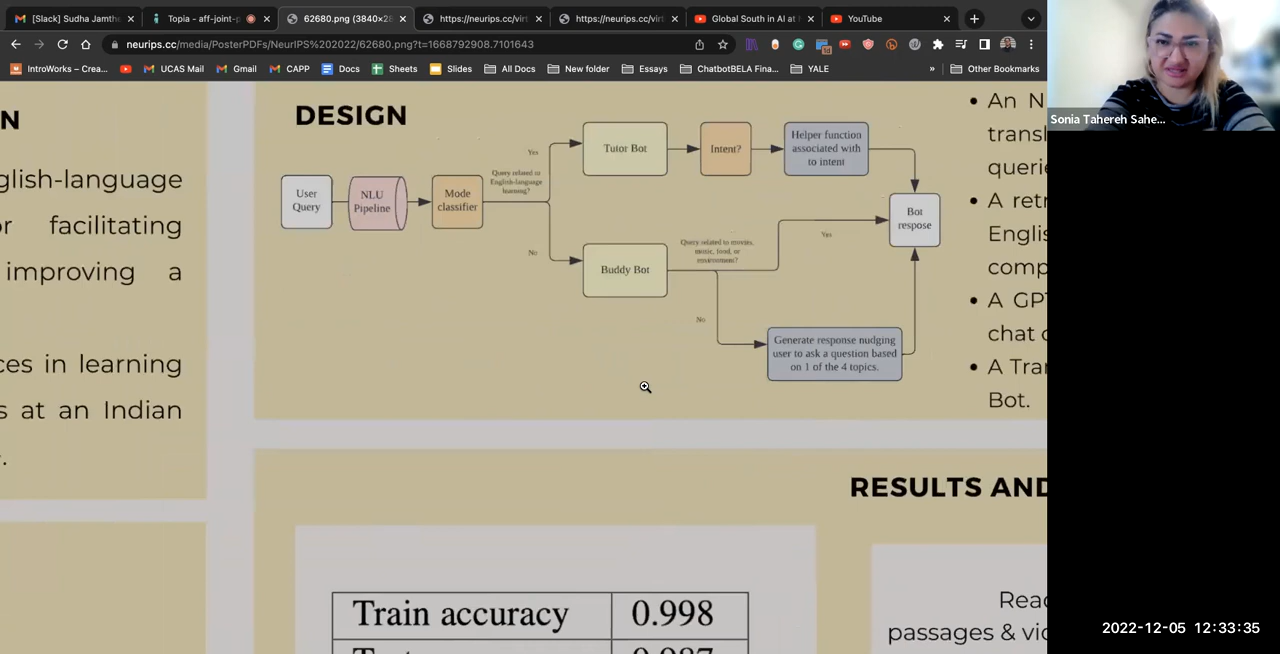 [Slack] Sudha Jamthe
Topia - aff-joint-p
62680.png (3840×28
https://neurips.cc/virt
https://neurips.cc/virt
Global South in AI at
YouTube
neurips.cc/media/PosterPDFs/NeurIPS%202022/62680.png?t=1668792908.7101643
IntroWorks – Crea...
UCAS Mail
Gmail
CAPP
Docs
Sheets
Slides
All Docs
New folder
Essays
ChatbotBELA Fina...
YALE
»
Other Bookmarks
Sonia Tahereh Sahe...
N
glish-language
r facilitating
improving a
ces in learning
s at an Indian
.
DESIGN
User
Query
NLU
Pipeline
Mode
classifier
Query related to
English-language
learning?
Yes
No
Tutor Bot
Intent?
Helper function
associated with
to intent
Buddy Bot
Query related to movies,
music, food, or
environment?
Yes
No
Bot
respose
Generate response nudging
user to ask a question based
on 1 of the 4 topics.
• An N
transl
querie
• A retr
Englis
comp
• A GPT
chat c
• A Tran
Bot.
RESULTS AND
Train accuracy 0.998
Read
passages & vid
2022-12-05 12:33:35